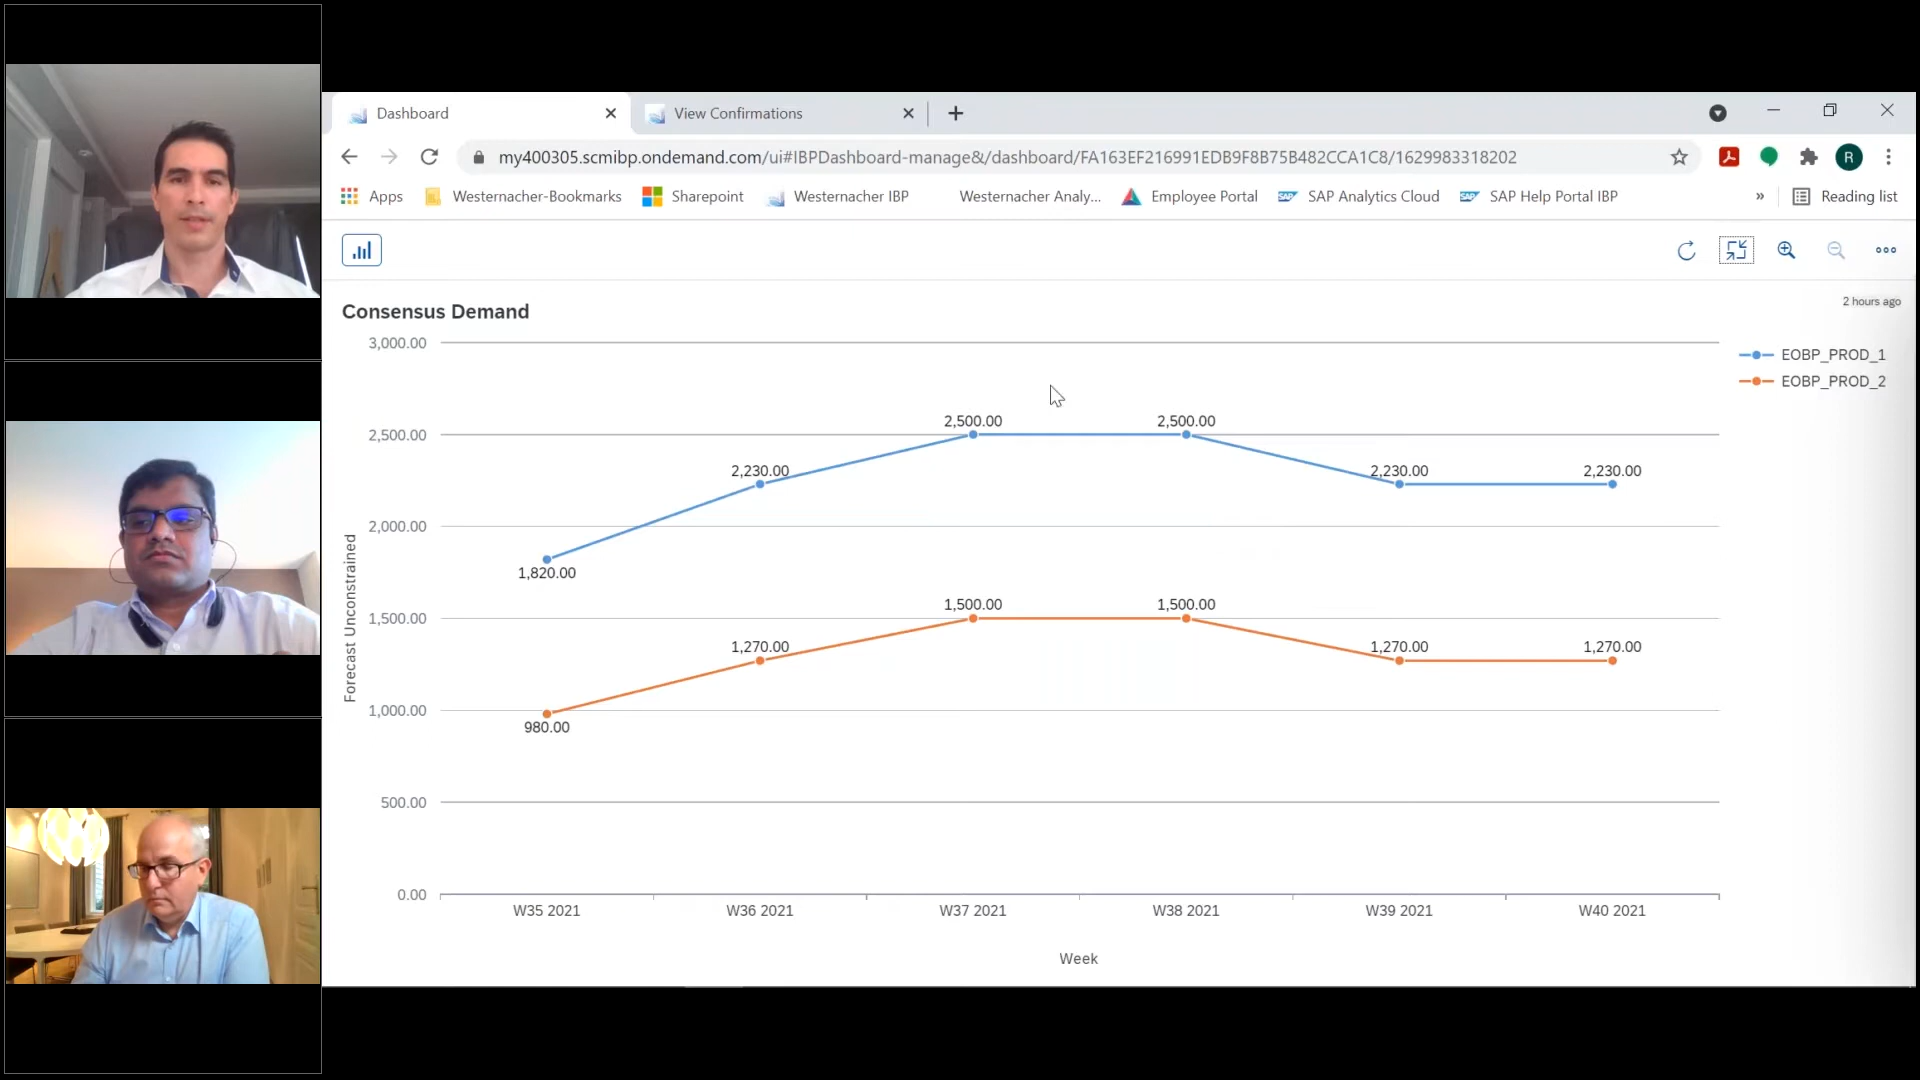 Dashboard
View Confirmations
my400305.scmibp.ondemand.com/ui#IBPDashboard-manage&/dashboard/FA163EF216991EDB9F8B75B482CCA1C8/1629983318202
R
Apps
Westernacher-Bookmarks
Sharepoint
Westernacher IBP
Westernacher Analy...
Employee Portal
SAP Analytics Cloud
SAP Help Portal IBP
»
Reading list
Consensus Demand
2 hours ago
EOBP_PROD_1
EOBP_PROD_2
Forecast Unconstrained
3,000.00
2,500.00
2,000.00
1,500.00
1,000.00
500.00
0.00
1,820.00
2,230.00
2,500.00
2,500.00
2,230.00
2,230.00
980.00
1,270.00
1,500.00
1,500.00
1,270.00
1,270.00
W35 2021
W36 2021
W37 2021
W38 2021
W39 2021
W40 2021
Week